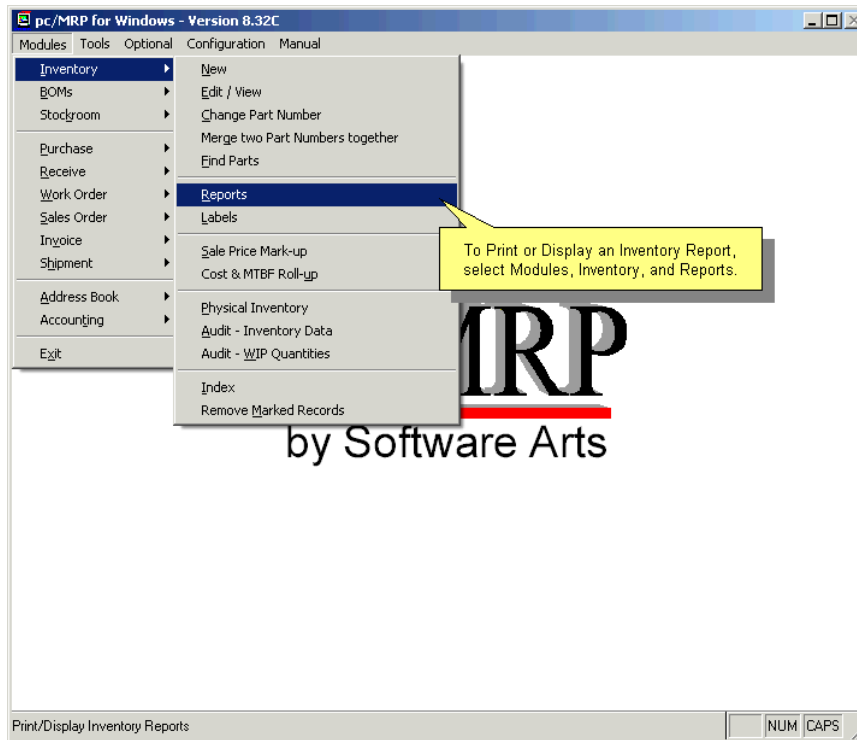 pc/MRP for Windows - Version 8.32C
Modules Tools Optional Configuration Manual
Inventory
BOMs
Stockroom
Purchase
Receive
Work Order
Sales Order
Invoice
Shipment
Address Book
Accounting
Exit
New
Edit / View
Change Part Number
Merge two Part Numbers together
Find Parts
Reports
Labels
Sale Price Mark-up
Cost & MTBF Roll-up
Physical Inventory
Audit - Inventory Data
Audit - WIP Quantities
Index
Remove Marked Records
To Print or Display an Inventory Report,
select Modules, Inventory, and Reports.
MRP
by Software Arts
Print/Display Inventory Reports
NUM CAPS